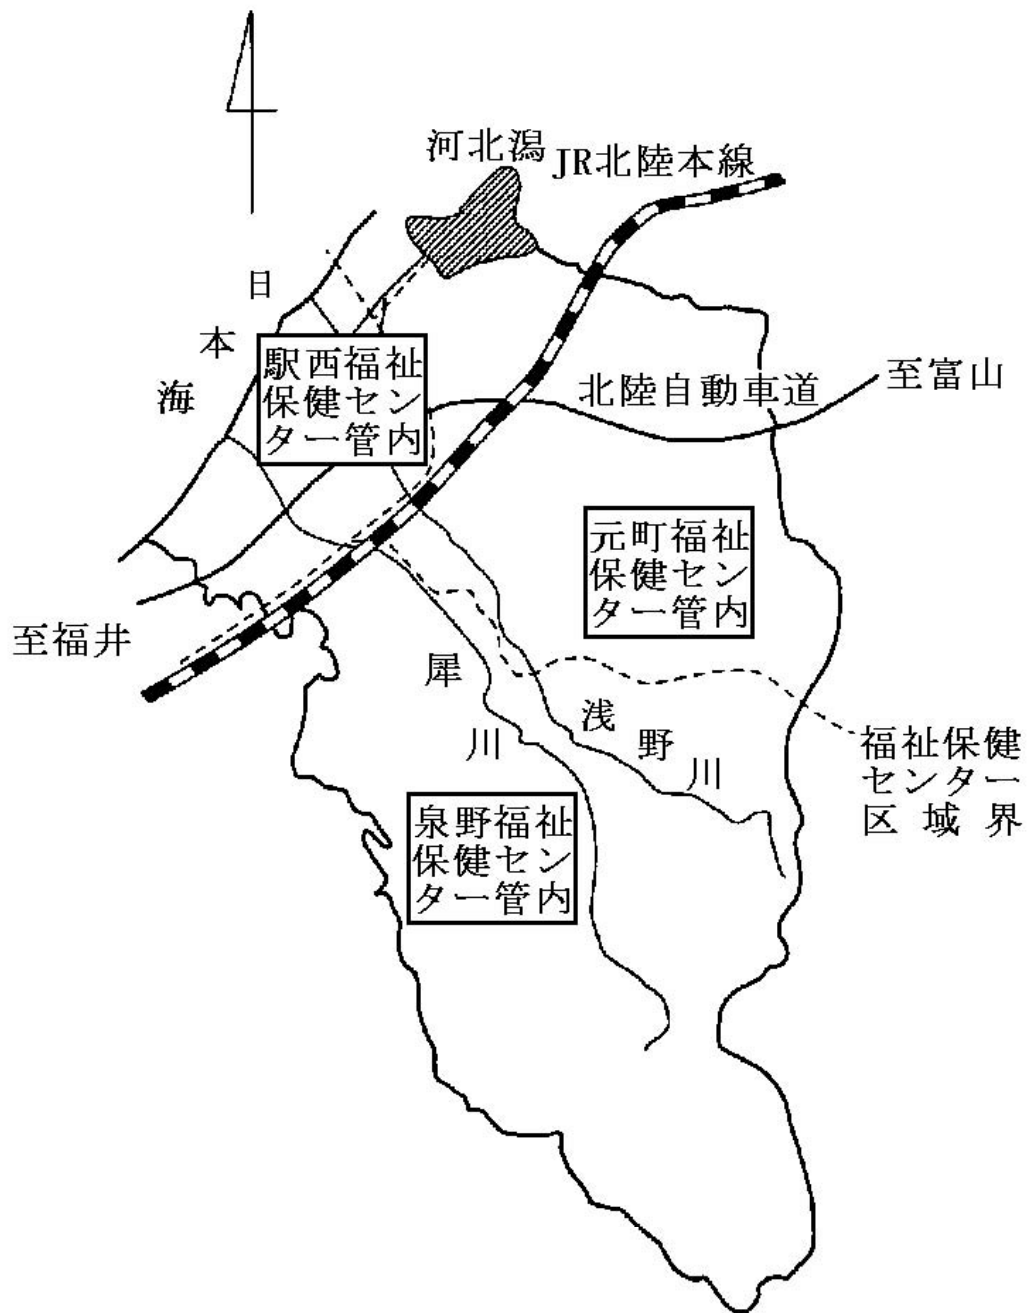 河北潟
JR北陸本線
日本海
駅西福祉
保健セン
ター管内
北陸自動車道
至富山
元町福祉
保健セン
ター管内
至福井
犀川
浅野川
福祉保健
センター
区域界
泉野福祉
保健セン
ター管内